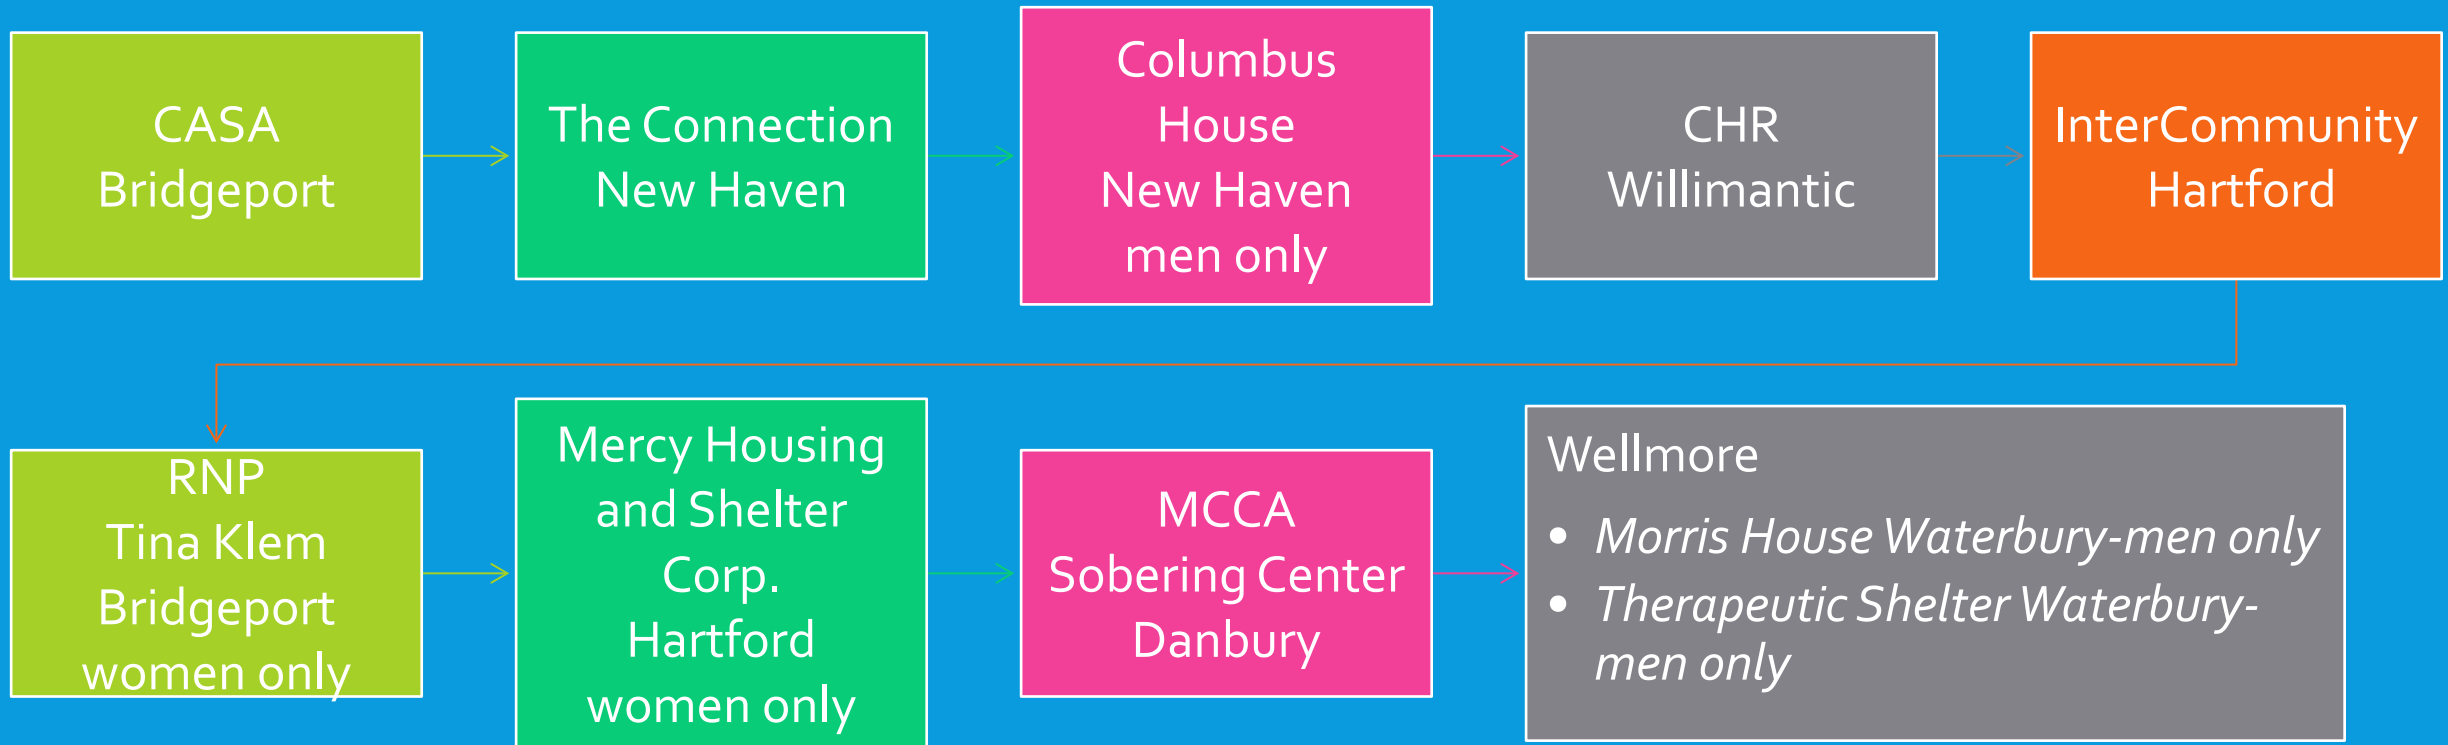 CASA
Bridgeport
The Connection
New Haven
Columbus
House
New Haven
men only
CHR
Willimantic
InterCommunity
Hartford
RNP
Tina Klem
Bridgeport
women only
Mercy Housing
and Shelter
Corp.
Hartford
women only
MCCA
Sobering Center
Danbury
Wellmore
• Morris House Waterbury-men only
• Therapeutic Shelter Waterbury-
men only